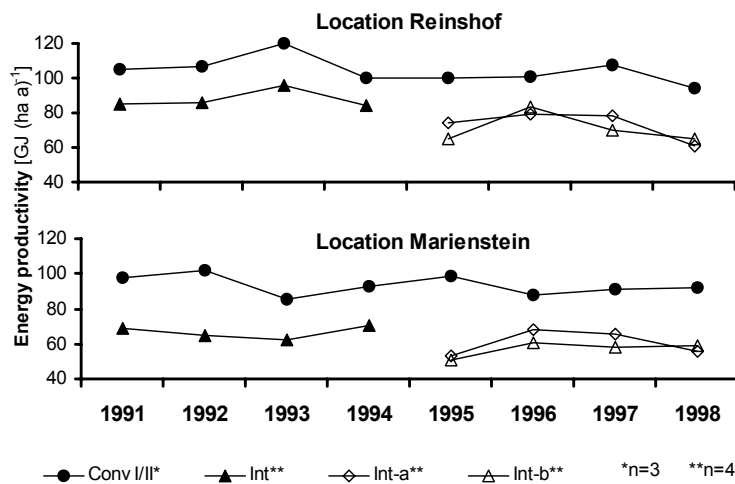 Location Reinshof
Energy productivity [GJ (ha a)⁻¹]
120
100
80
60
40
Location Marienstein
120
100
80
60
40
1991 1992 1993 1994 1995 1996 1997 1998
Conv I/II* Int** Int-a** Int-b** *n=3 **n=4